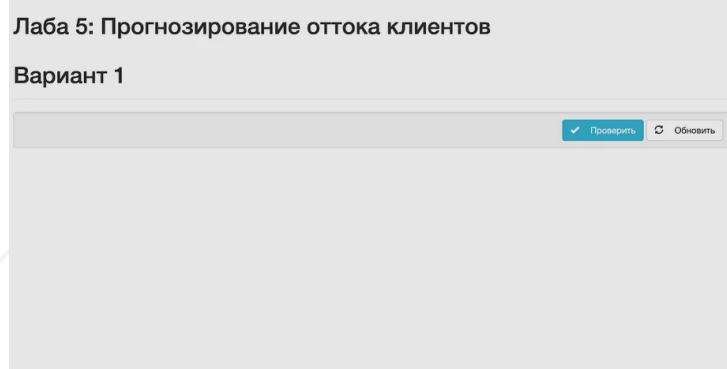 Лаба 5: Прогнозирование оттока клиентов
Вариант 1
Проверить Обновить